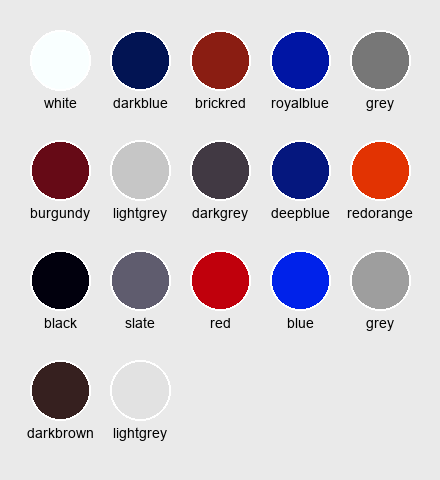 white darkblue brickred royalblue grey
burgundy lightgrey darkgrey deepblue redorange
black slate red blue grey
darkbrown lightgrey